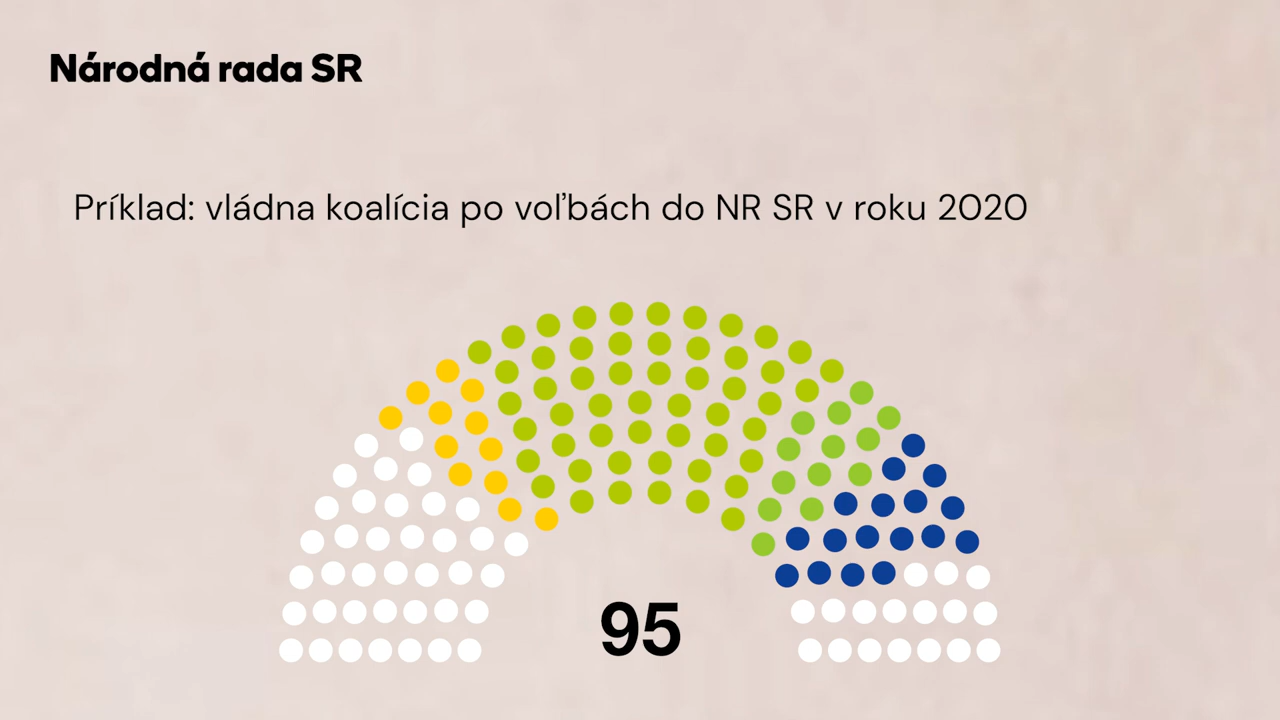 Národná rada SR
Príklad: vládna koalícia po voľbách do NR SR v roku 2020
95